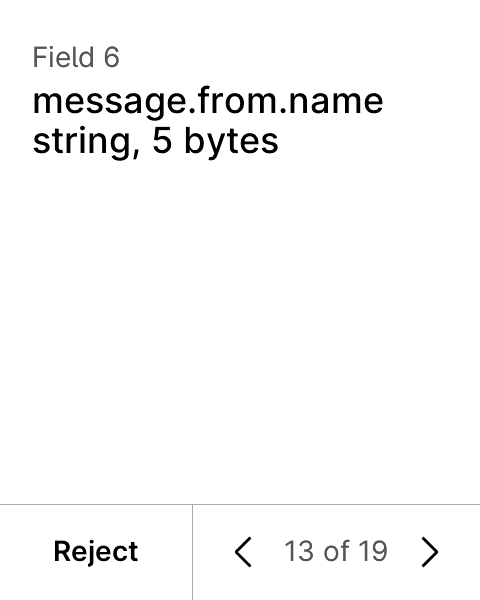 Field 6
message.from.name
string, 5 bytes
Reject
13 of 19